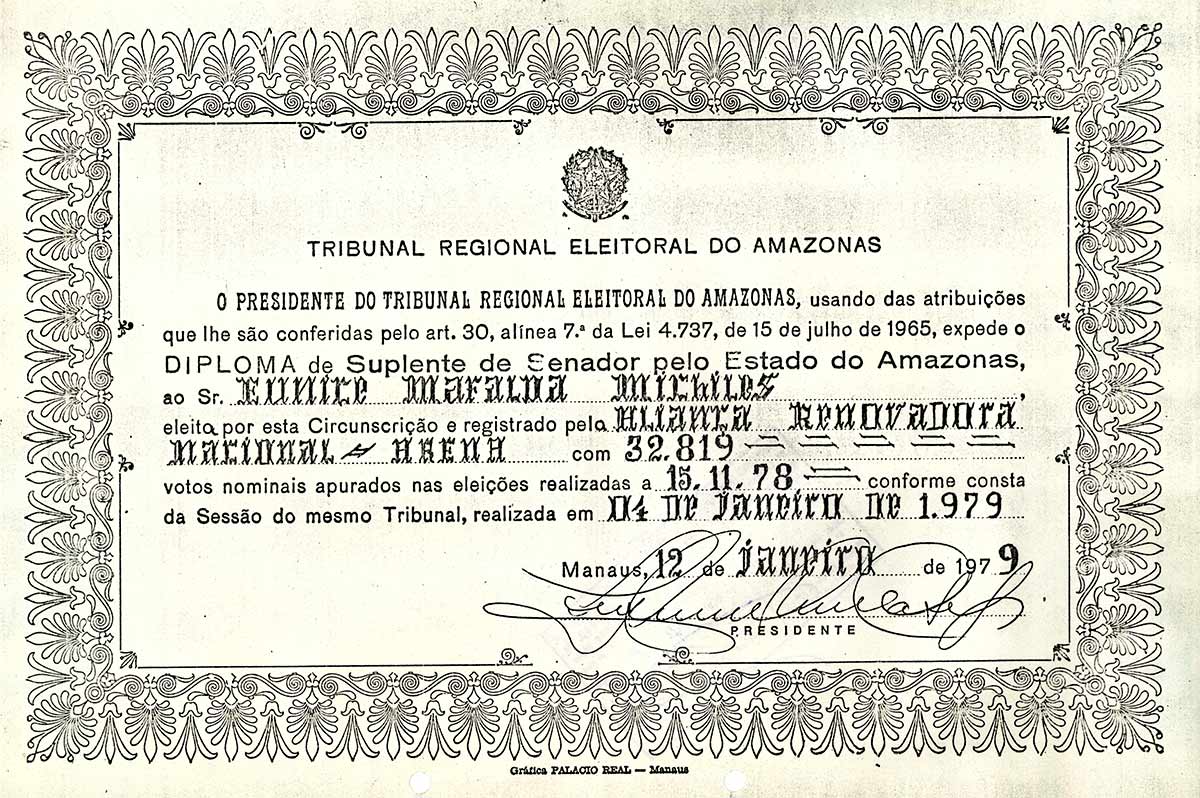 TRIBUNAL REGIONAL ELEITORAL DO AMAZONAS
O PRESIDENTE DO TRIBUNAL REGIONAL ELEITORAL DO AMAZONAS, usando das atribuições
que lhe são conferidas pelo art. 30, alínea 7.ª da Lei 4.737, de 15 de julho de 1965, expede o
DIPLOMA de Suplente de Senador pelo Estado do Amazonas,
ao Sr. Eunice Maralda Michiles,
eleita por esta Circunscrição e registrado pela Aliança Renovadora
Nacional - ARENA com 32.819
votos nominais apurados nas eleições realizadas a 15.11.78 conforme consta
da Sessão do mesmo Tribunal, realizada em 04 de Janeiro de 1.979
Manaus, 12 de janeiro de 1979
PRESIDENTE
Gráfica PALACIO REAL — Manaus